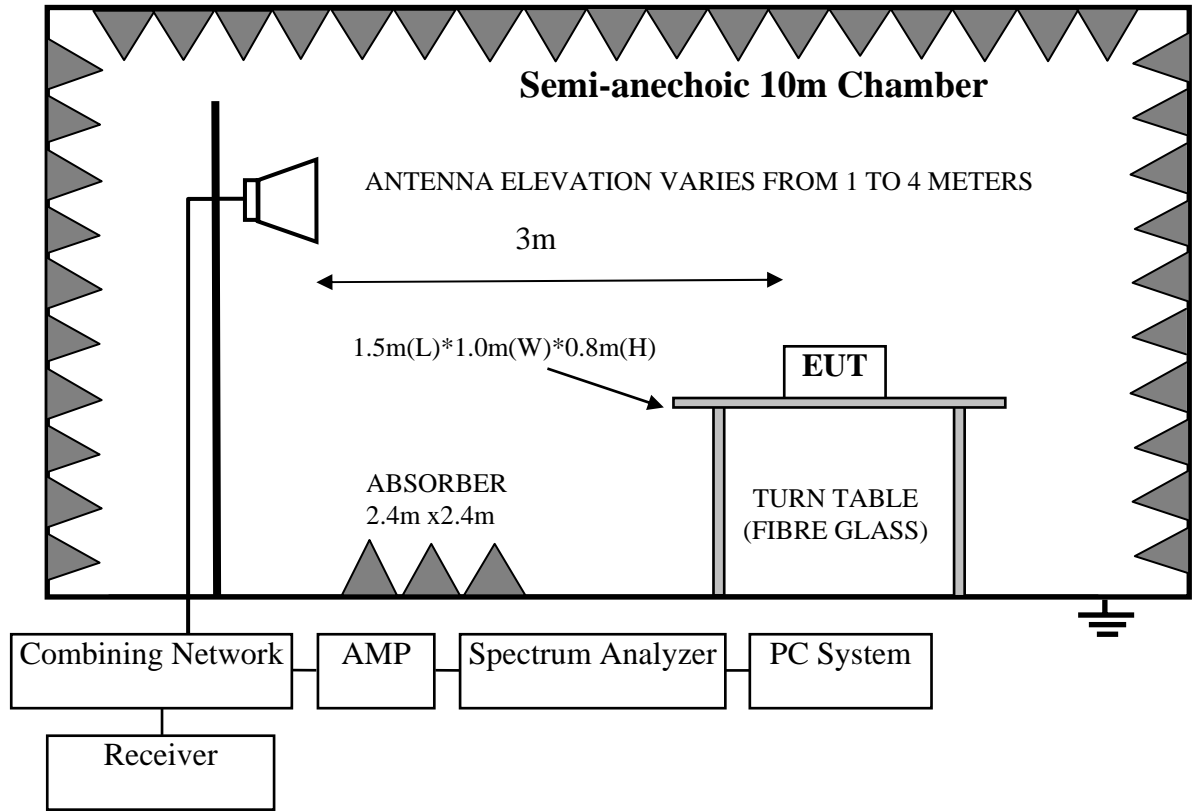 Semi-anechoic 10m Chamber
ANTENNA ELEVATION VARIES FROM 1 TO 4 METERS
3m
1.5m(L)*1.0m(W)*0.8m(H)
EUT
ABSORBER
2.4m x2.4m
TURN TABLE
(FIBRE GLASS)
Combining Network
AMP
Spectrum Analyzer
PC System
Receiver